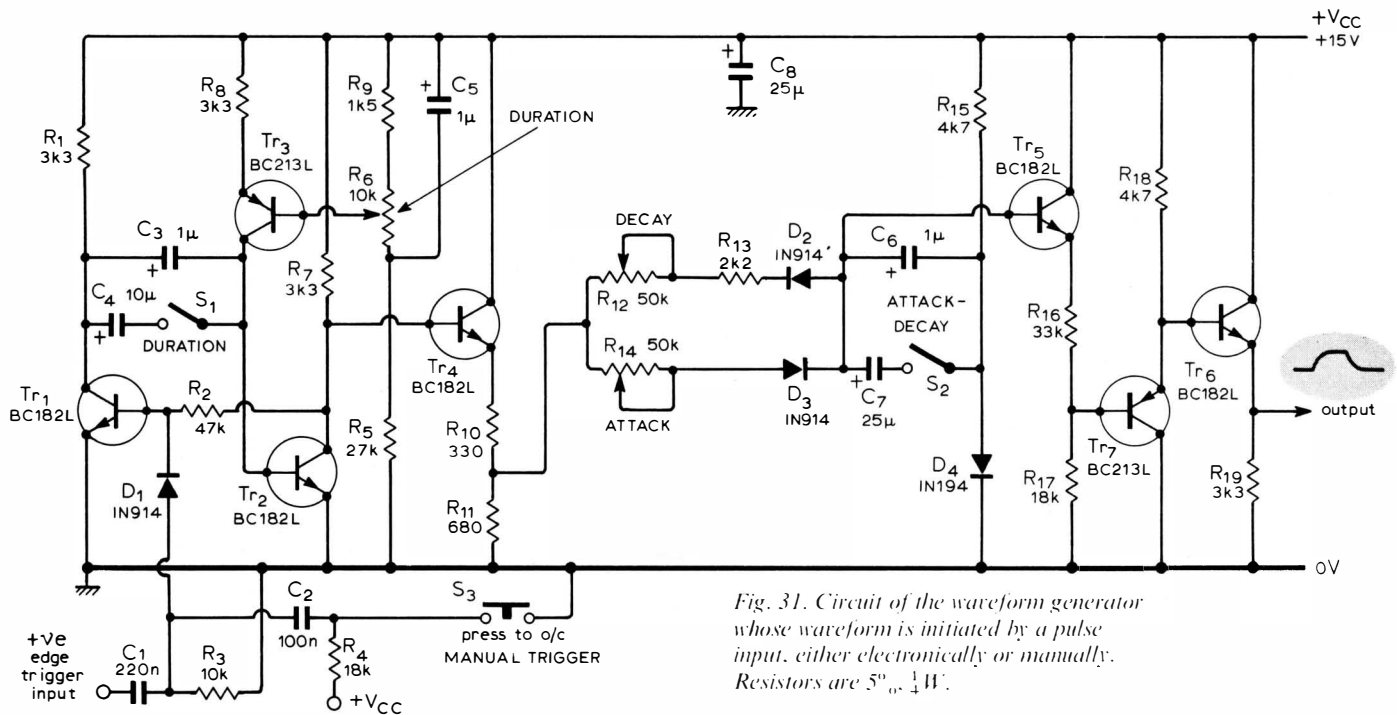 +VCC
+15V
R1
3k3
R8
3k3
Tr3
BC213L
R9
1k5
C5
+
1µ
DURATION
R6
10k
C8
+
25µ
R15
4k7
Tr5
BC182L
R18
4k7
C3
1µ
+
C4
10µ
+
S1
DURATION
R7
3k3
Tr4
BC182L
DECAY
R12
50k
R13
2k2
D2
IN914
R14
50k
ATTACK
D3
IN914
C6
1µ
+
ATTACK-
DECAY
C7
+
25µ
S2
R16
33k
Tr6
BC182L
output
Tr1
BC182L
R2
47k
D1
IN914
Tr2
BC182L
R5
27k
R10
330
R11
680
D4
IN194
R17
18k
Tr7
BC213L
R19
3k3
0V
+ve
edge
trigger
input
C1
220n
R3
10k
C2
100n
R4
18k
+VCC
S3
press to o/c
MANUAL TRIGGER
Fig. 31. Circuit of the waveform generator
whose waveform is initiated by a pulse
input, either electronically or manually.
Resistors are 5%, ¼W.